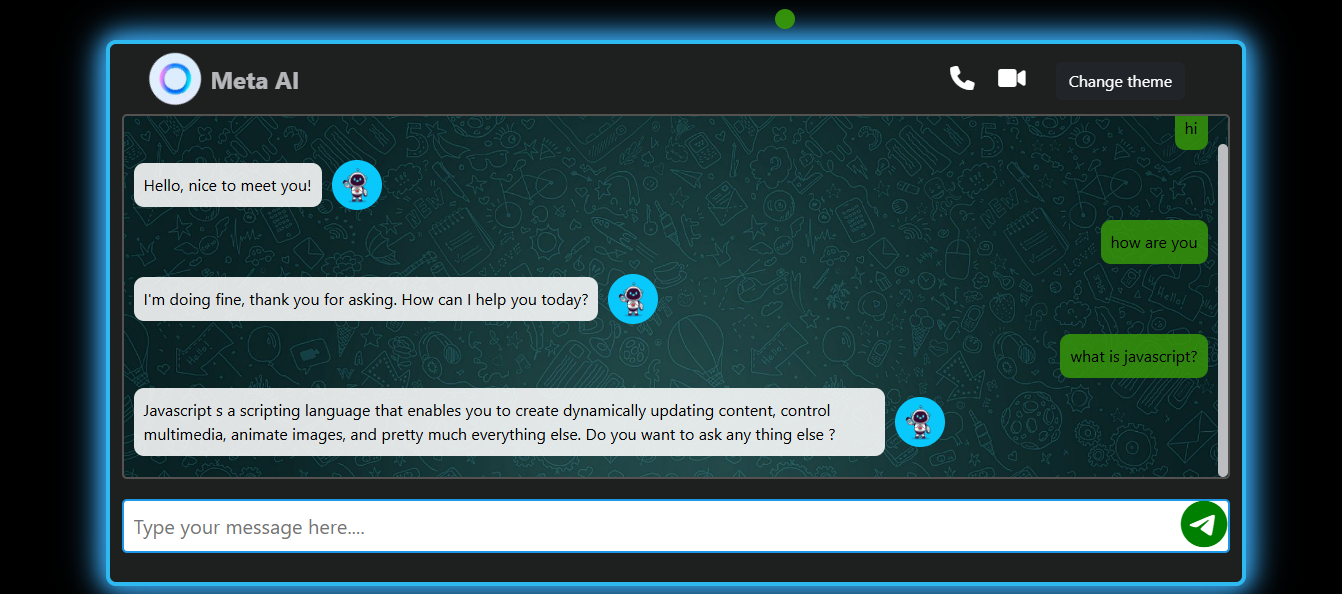 Meta AI
Change theme
hi
Hello, nice to meet you!
how are you
I'm doing fine, thank you for asking. How can I help you today?
what is javascript?
Javascript s a scripting language that enables you to create dynamically updating content, control
multimedia, animate images, and pretty much everything else. Do you want to ask any thing else ?
Type your message here....